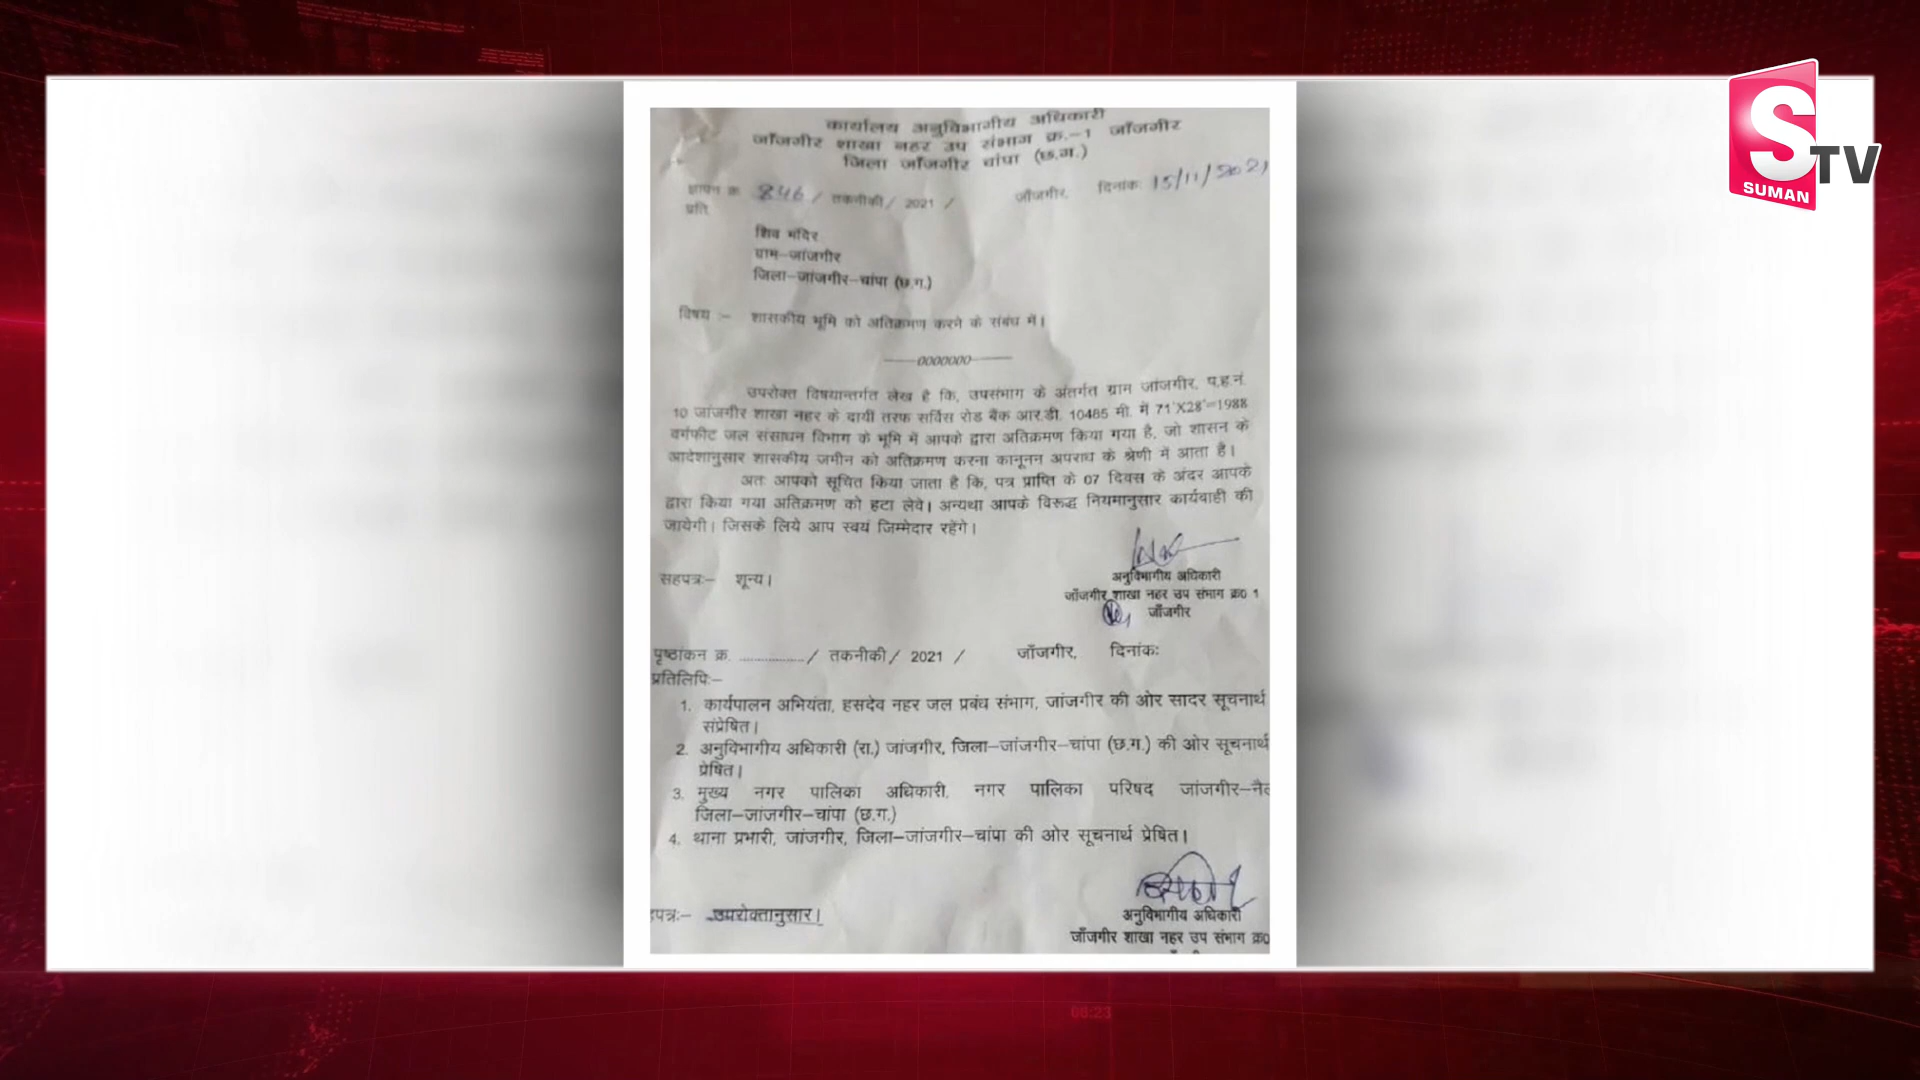 SUMAN TV
कार्यालय अनुविभागीय अधिकारी
जॉंजगीर शाखा नहर उप संभाग क्र.–1 जॉंजगीर
जिला जॉंजगीर चांपा (छ.ग.)
ज्ञापन क्र. 846 / तकनीकी / 2021 / जॉंजगीर, दिनांक: 15/11/2021
प्रति,
शिव मंदिर
ग्राम–जांजगीर
जिला–जांजगीर–चांपा (छ.ग.)
विषय :– शासकीय भूमि को अतिक्रमण करने के संबंध में।
——0000000——
उपरोक्त विषयान्तर्गत लेख है कि, उपसंभाग के अंतर्गत ग्राम जांजगीर, प.ह.नं.
10 जांजगीर शाखा नहर के दायीं तरफ सर्विस रोड बैंक आर.डी. 10485 मी. में 71'X28'=1988
वर्गफीट जल संसाधन विभाग के भूमि में आपके द्वारा अतिक्रमण किया गया है, जो शासन के
आदेशानुसार शासकीय जमीन को अतिक्रमण करना कानूनन अपराध के श्रेणी में आता है।
अतः आपको सूचित किया जाता है कि, पत्र प्राप्ति के 07 दिवस के अंदर आपके
द्वारा किया गया अतिक्रमण को हटा लेवे। अन्यथा आपके विरूद्ध नियमानुसार कार्यवाही की
जायेगी। जिसके लिये आप स्वयं जिम्मेदार रहेंगे।
सहपत्रः– शून्य।
अनुविभागीय अधिकारी
जॉंजगीर शाखा नहर उप संभाग क्र0 1
जॉंजगीर
पृष्ठांकन क्र. ................... / तकनीकी / 2021 / जॉंजगीर, दिनांकः
प्रतिलिपिः–
1. कार्यपालन अभियंता, हसदेव नहर जल प्रबंध संभाग, जांजगीर की ओर सादर सूचनार्थ
संप्रेषित।
2. अनुविभागीय अधिकारी (रा.) जांजगीर, जिला–जांजगीर–चांपा (छ.ग.) की ओर सूचनार्थ
प्रेषित।
3. मुख्य नगर पालिका अधिकारी, नगर पालिका परिषद जांजगीर–नै
जिला–जांजगीर–चांपा (छ.ग.)
4. थाना प्रभारी, जांजगीर, जिला–जांजगीर–चांपा की ओर सूचनार्थ प्रेषित।
हपत्रः– उपरोक्तानुसार।
अनुविभागीय अधिकारी
जॉंजगीर शाखा नहर उप संभाग क्र0
06:23